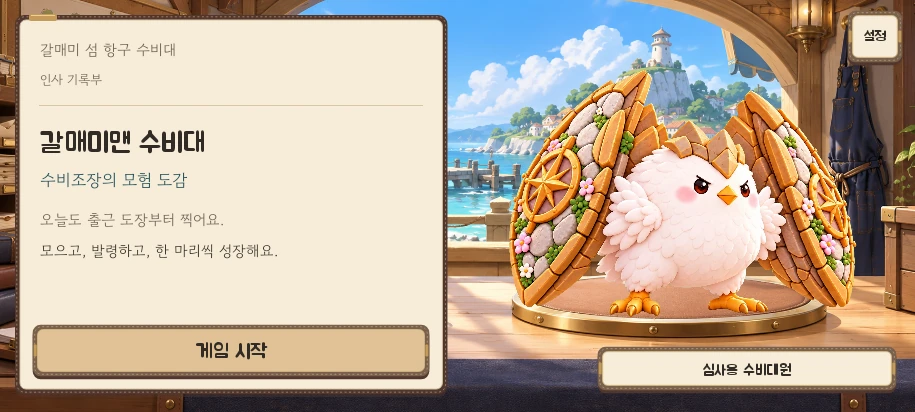 갈매미 섬 항구 수비대
인사 기록부
갈매미맨 수비대
수비조장의 모험 도감
오늘도 출근 도장부터 찍어요.
모으고, 발령하고, 한 마리씩 성장해요.
게임 시작
설정
심사용 수비대원